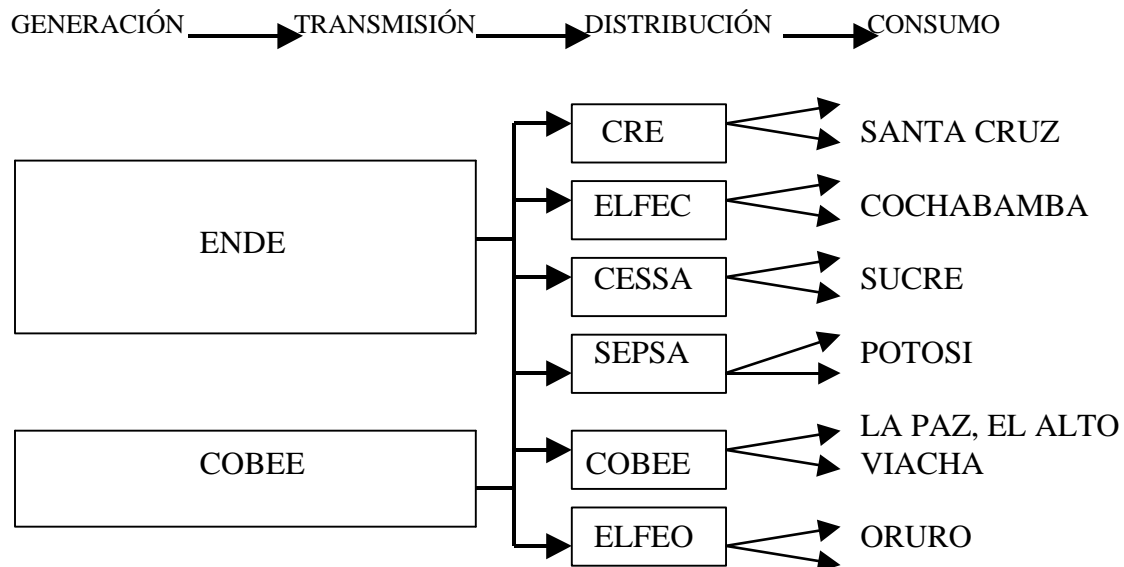 GENERACIÓN TRANSMISIÓN DISTRIBUCIÓN CONSUMO
CRE SANTA CRUZ
ELFEC COCHABAMBA
ENDE
CESSA SUCRE
SEPSA POTOSI
LA PAZ, EL ALTO
COBEE COBEE VIACHA
ELFEO ORURO